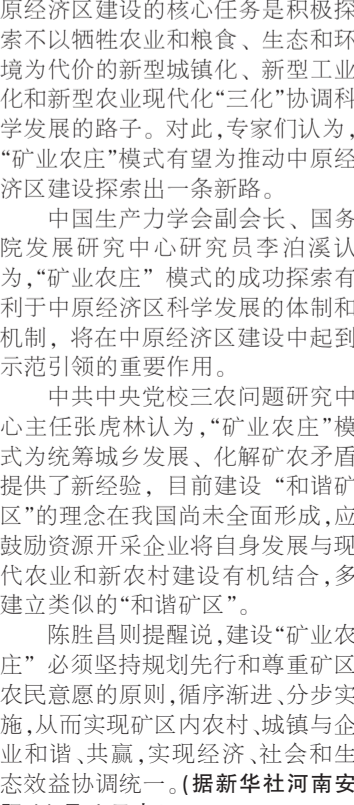 原经济区建设的核心任务是积极探
索不以牺牲农业和粮食、生态和环
境为代价的新型城镇化、新型工业
化和新型农业现代化“三化”协调科
学发展的路子。对此,专家们认为,
“矿业农庄”模式有望为推动中原经
济区建设探索出一条新路。
中国生产力学会副会长、国务
院发展研究中心研究员李泊溪认
为,“矿业农庄”模式的成功探索有
利于中原经济区科学发展的体制和
机制,将在中原经济区建设中起到
示范引领的重要作用。
中共中央党校三农问题研究中
心主任张虎林认为,“矿业农庄”模
式为统筹城乡发展、化解矿农矛盾
提供了新经验,目前建设“和谐矿
区”的理念在我国尚未全面形成,应
鼓励资源开采企业将自身发展与现
代农业和新农村建设有机结合,多
建立类似的“和谐矿区”。
陈胜昌则提醒说,建设“矿业农
庄”必须坚持规划先行和尊重矿区
农民意愿的原则,循序渐进、分步实
施,从而实现矿区内农村、城镇与企
业和谐、共赢,实现经济、社会和生
态效益协调统一。(据新华社河南安